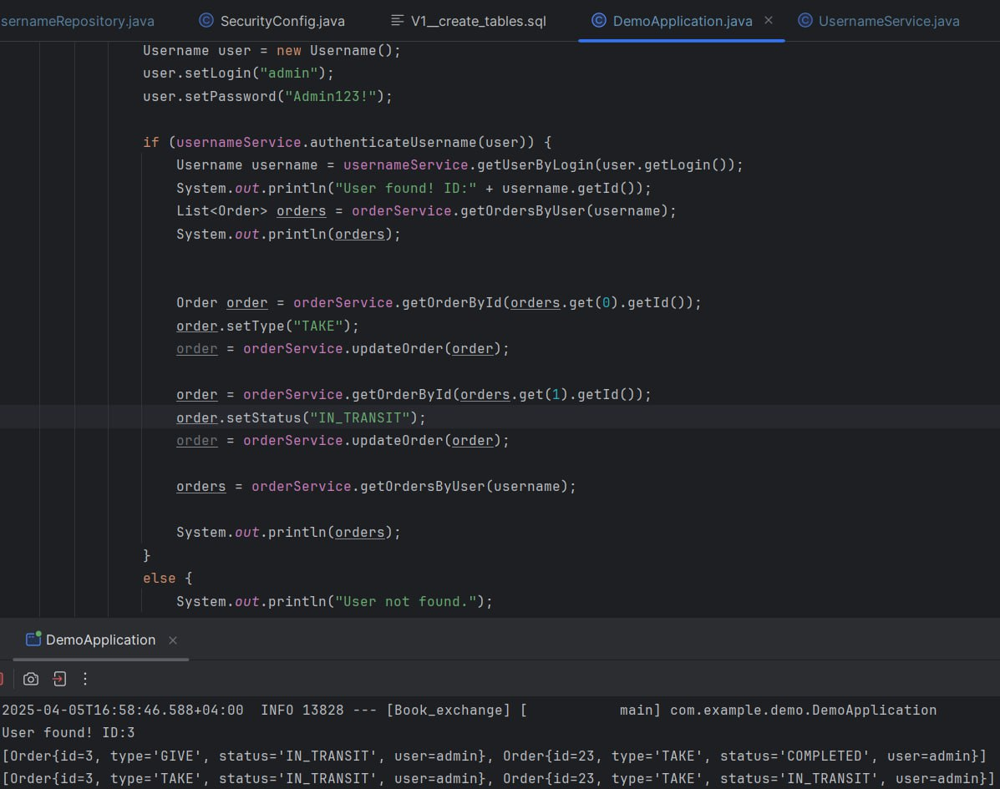 sernameRepository.java SecurityConfig.java V1__create_tables.sql DemoApplication.java UsernameService.java
Username user = new Username();
user.setLogin("admin");
user.setPassword("Admin123!");
if (usernameService.authenticateUsername(user)) {
Username username = usernameService.getUserByLogin(user.getLogin());
System.out.println("User found! ID:" + username.getId());
List<Order> orders = orderService.getOrdersByUser(username);
System.out.println(orders);
Order order = orderService.getOrderById(orders.get(0).getId());
order.setType("TAKE");
order = orderService.updateOrder(order);
order = orderService.getOrderById(orders.get(1).getId());
order.setStatus("IN_TRANSIT");
order = orderService.updateOrder(order);
orders = orderService.getOrdersByUser(username);
System.out.println(orders);
}
else {
System.out.println("User not found.");
DemoApplication
2025-04-05T16:58:46.588+04:00 INFO 13828 --- [Book_exchange] [ main] com.example.demo.DemoApplication
User found! ID:3
[Order{id=3, type='GIVE', status='IN_TRANSIT', user=admin}, Order{id=23, type='TAKE', status='COMPLETED', user=admin}]
[Order{id=3, type='TAKE', status='IN_TRANSIT', user=admin}, Order{id=23, type='TAKE', status='IN_TRANSIT', user=admin}]